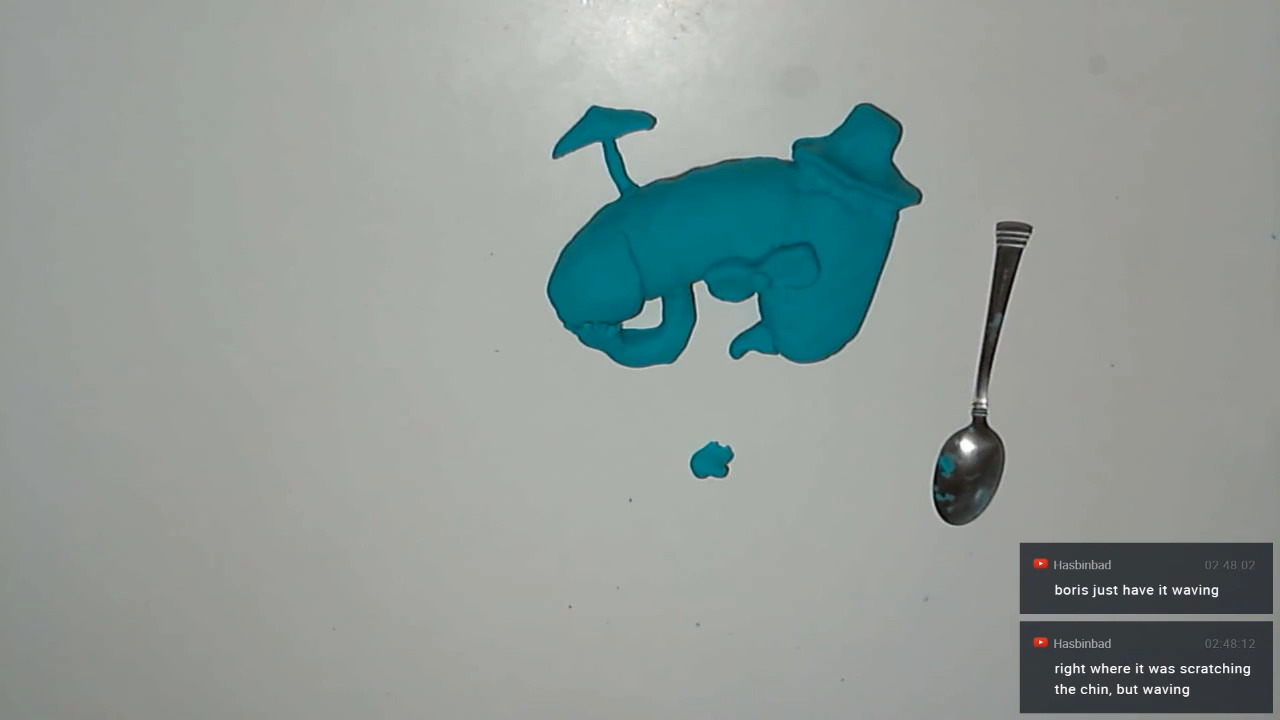 Hasbinbad 02:48:02
boris just have it waving
Hasbinbad 02:48:12
right where it was scratching
the chin, but waving